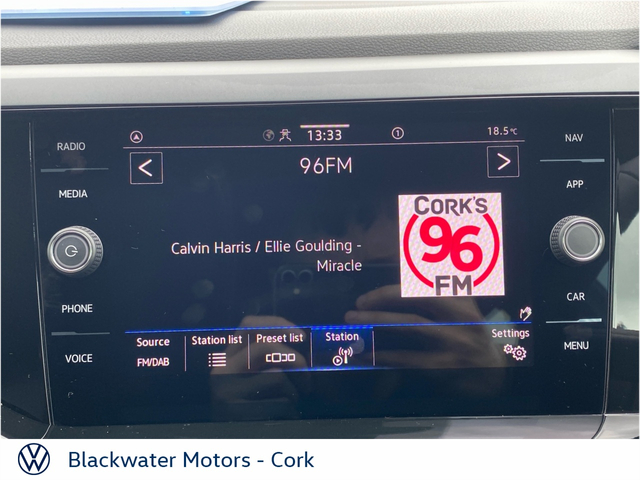 RADIO
MEDIA
PHONE
VOICE
13:33
1
18.5°C
96FM
<
>
Calvin Harris / Ellie Goulding -
Miracle
CORK'S
96
FM
Source
FM/DAB
Station list
Preset list
Station
Settings
NAV
APP
CAR
MENU
Blackwater Motors - Cork